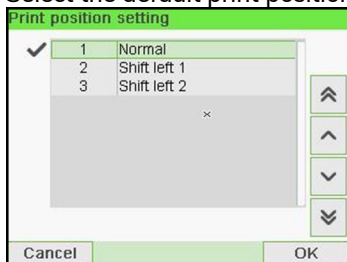 Select the default print position
Print position setting
1 Normal
2 Shift left 1
3 Shift left 2
Cancel OK